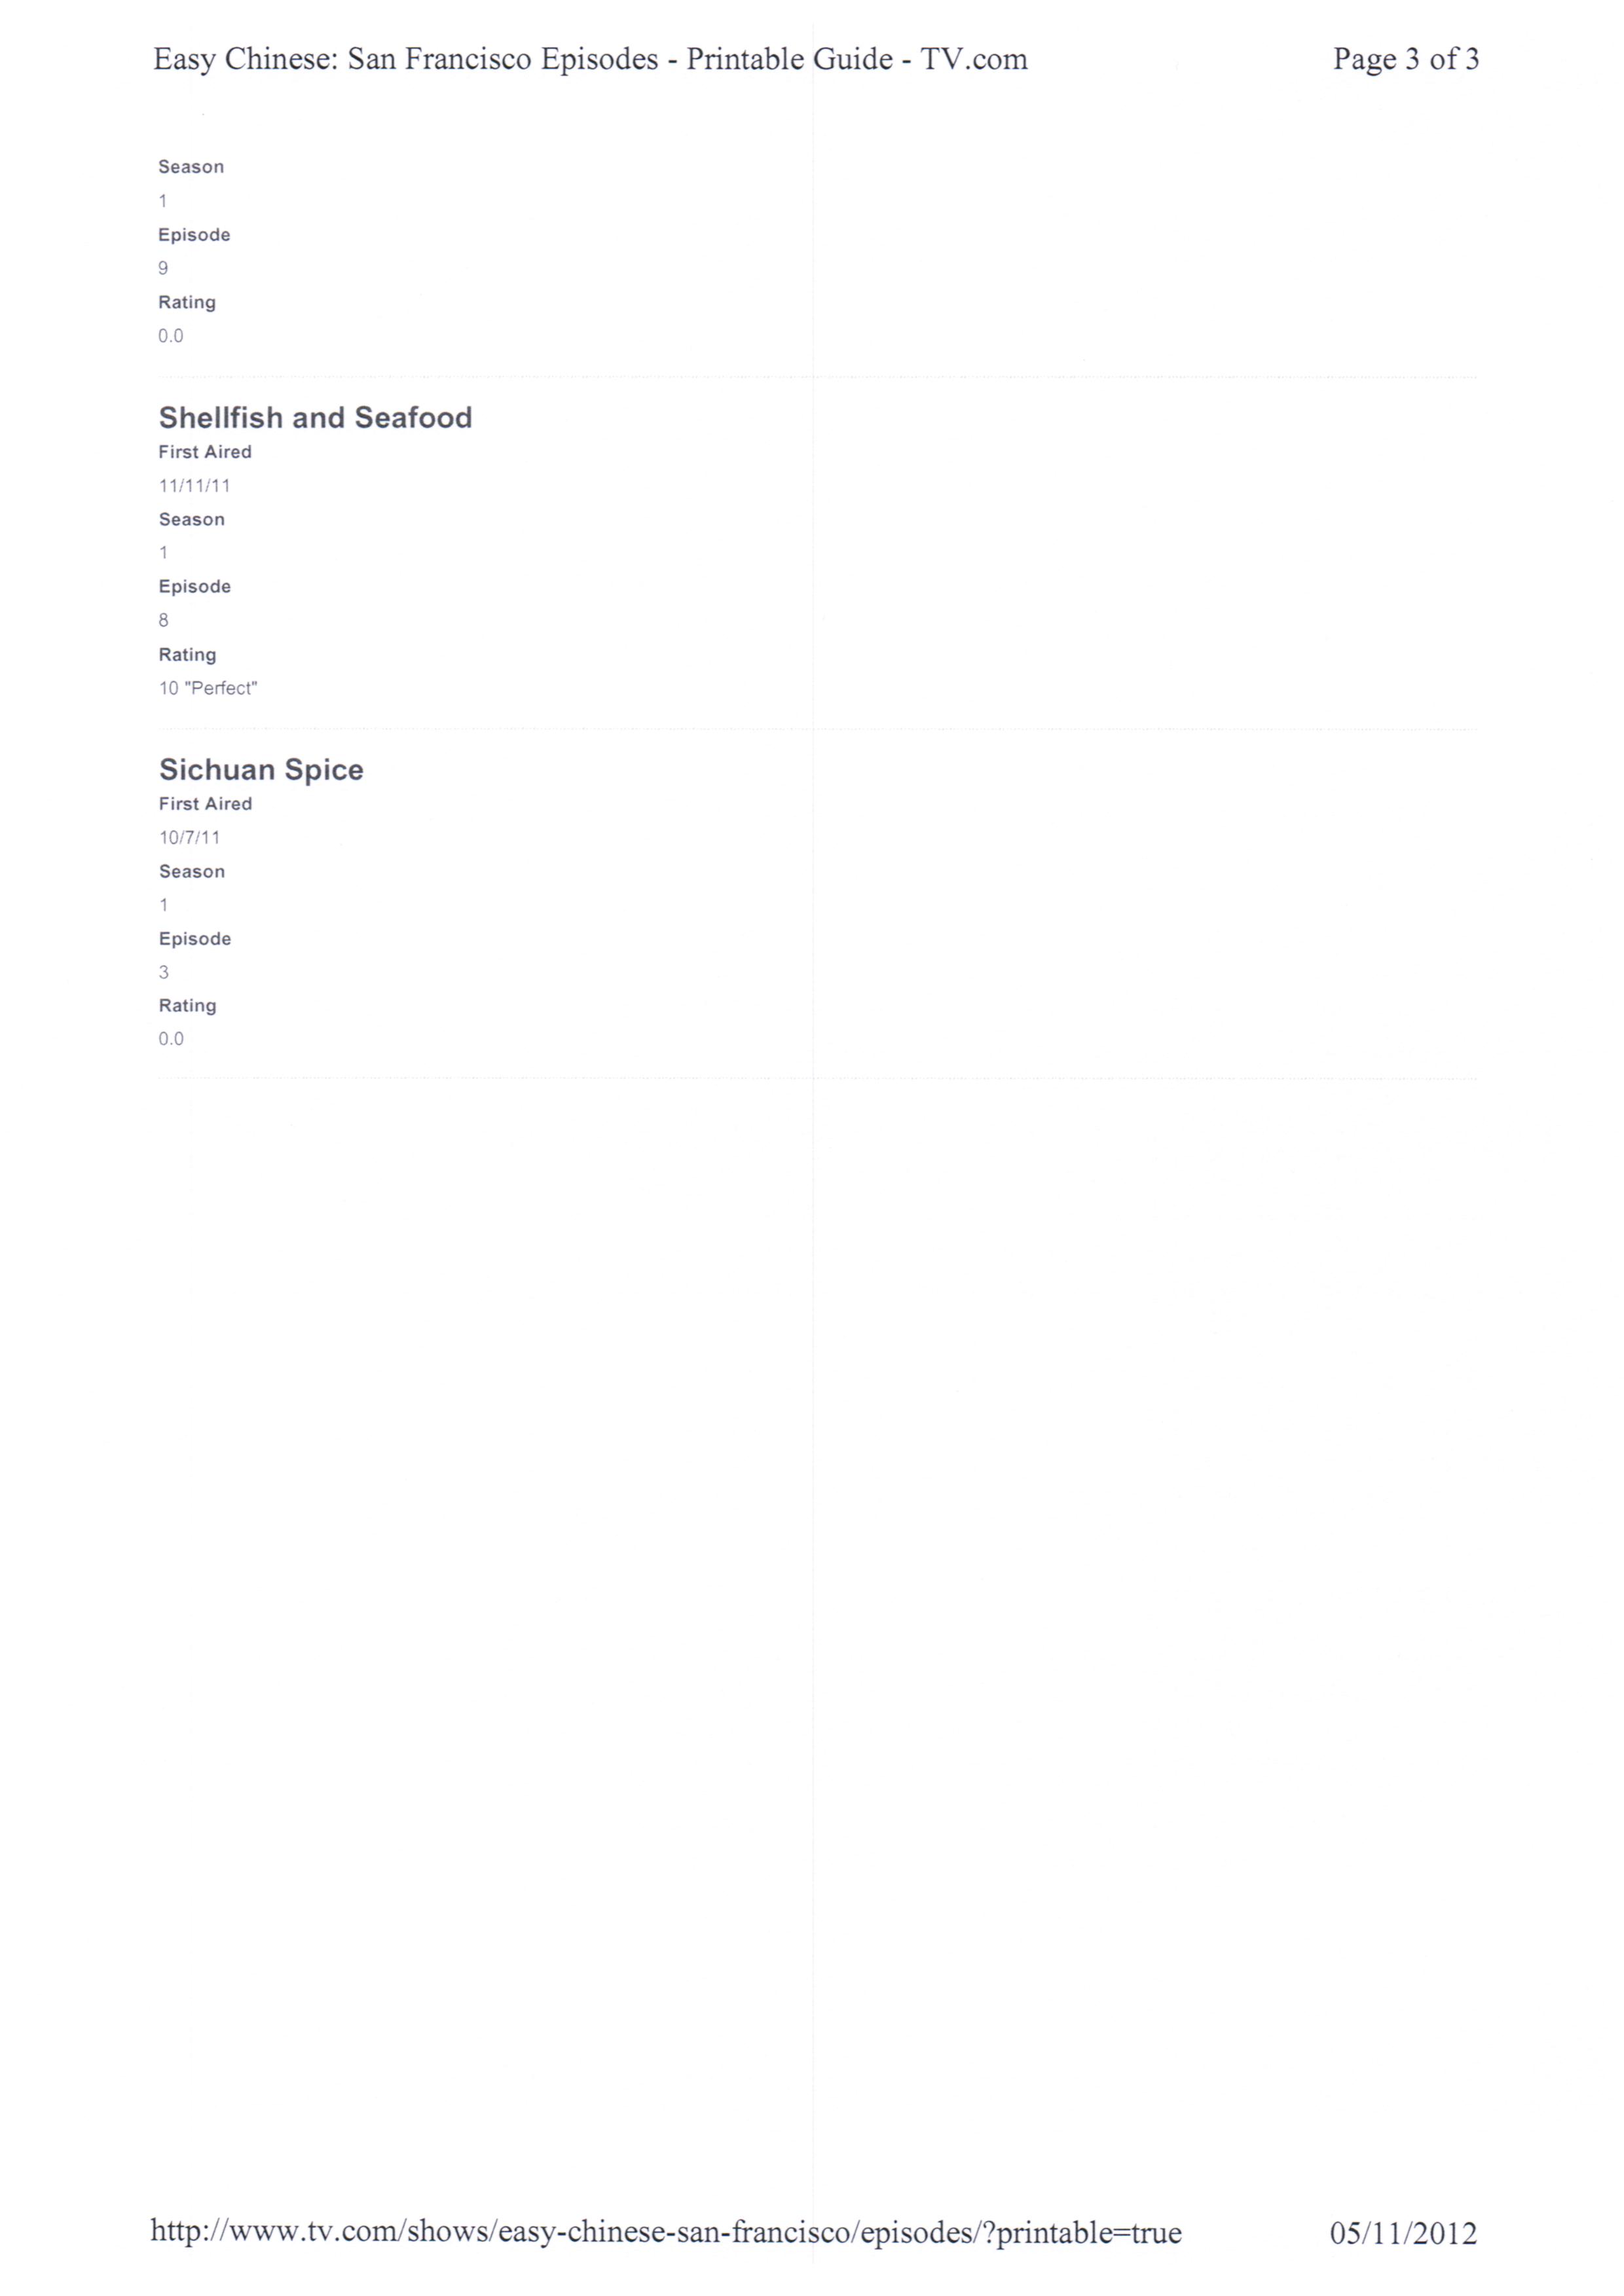 Easy Chinese: San Francisco Episodes - Printable Guide - TV.com Page 3 of 3
Season
1
Episode
9
Rating
0.0
Shellfish and Seafood
First Aired
11/11/11
Season
1
Episode
8
Rating
10 "Perfect"
Sichuan Spice
First Aired
10/7/11
Season
1
Episode
3
Rating
0.0
http://www.tv.com/shows/easy-chinese-san-francisco/episodes/?printable=true 05/11/2012